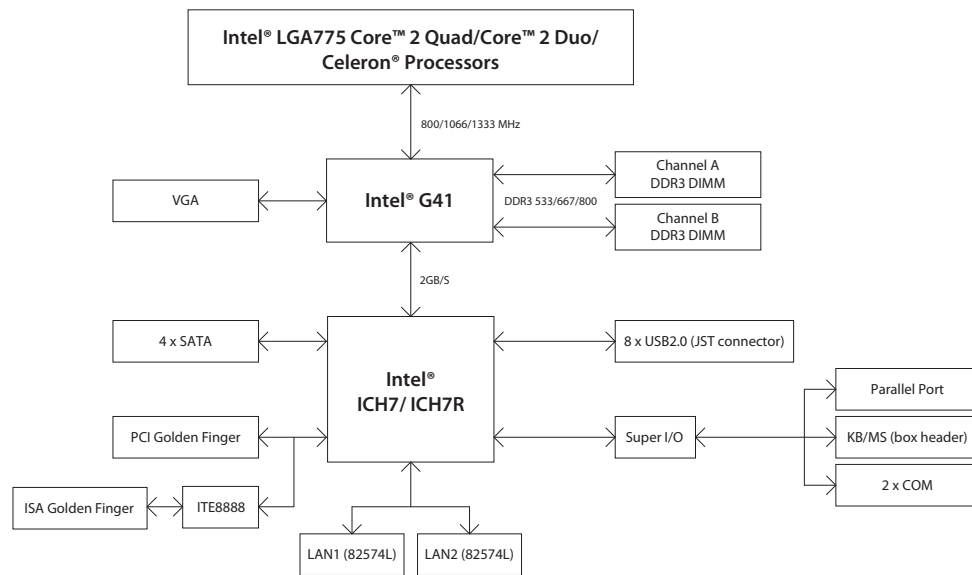 Intel® LGA775 Core™ 2 Quad/Core™ 2 Duo/
Celeron® Processors
800/1066/1333 MHz
VGA
Intel® G41
DDR3 533/667/800
Channel A
DDR3 DIMM
Channel B
DDR3 DIMM
2GB/S
4 x SATA
Intel®
ICH7/ ICH7R
8 x USB2.0 (JST connector)
PCI Golden Finger
Super I/O
Parallel Port
KB/MS (box header)
2 x COM
ISA Golden Finger
ITE8888
LAN1 (82574L)
LAN2 (82574L)